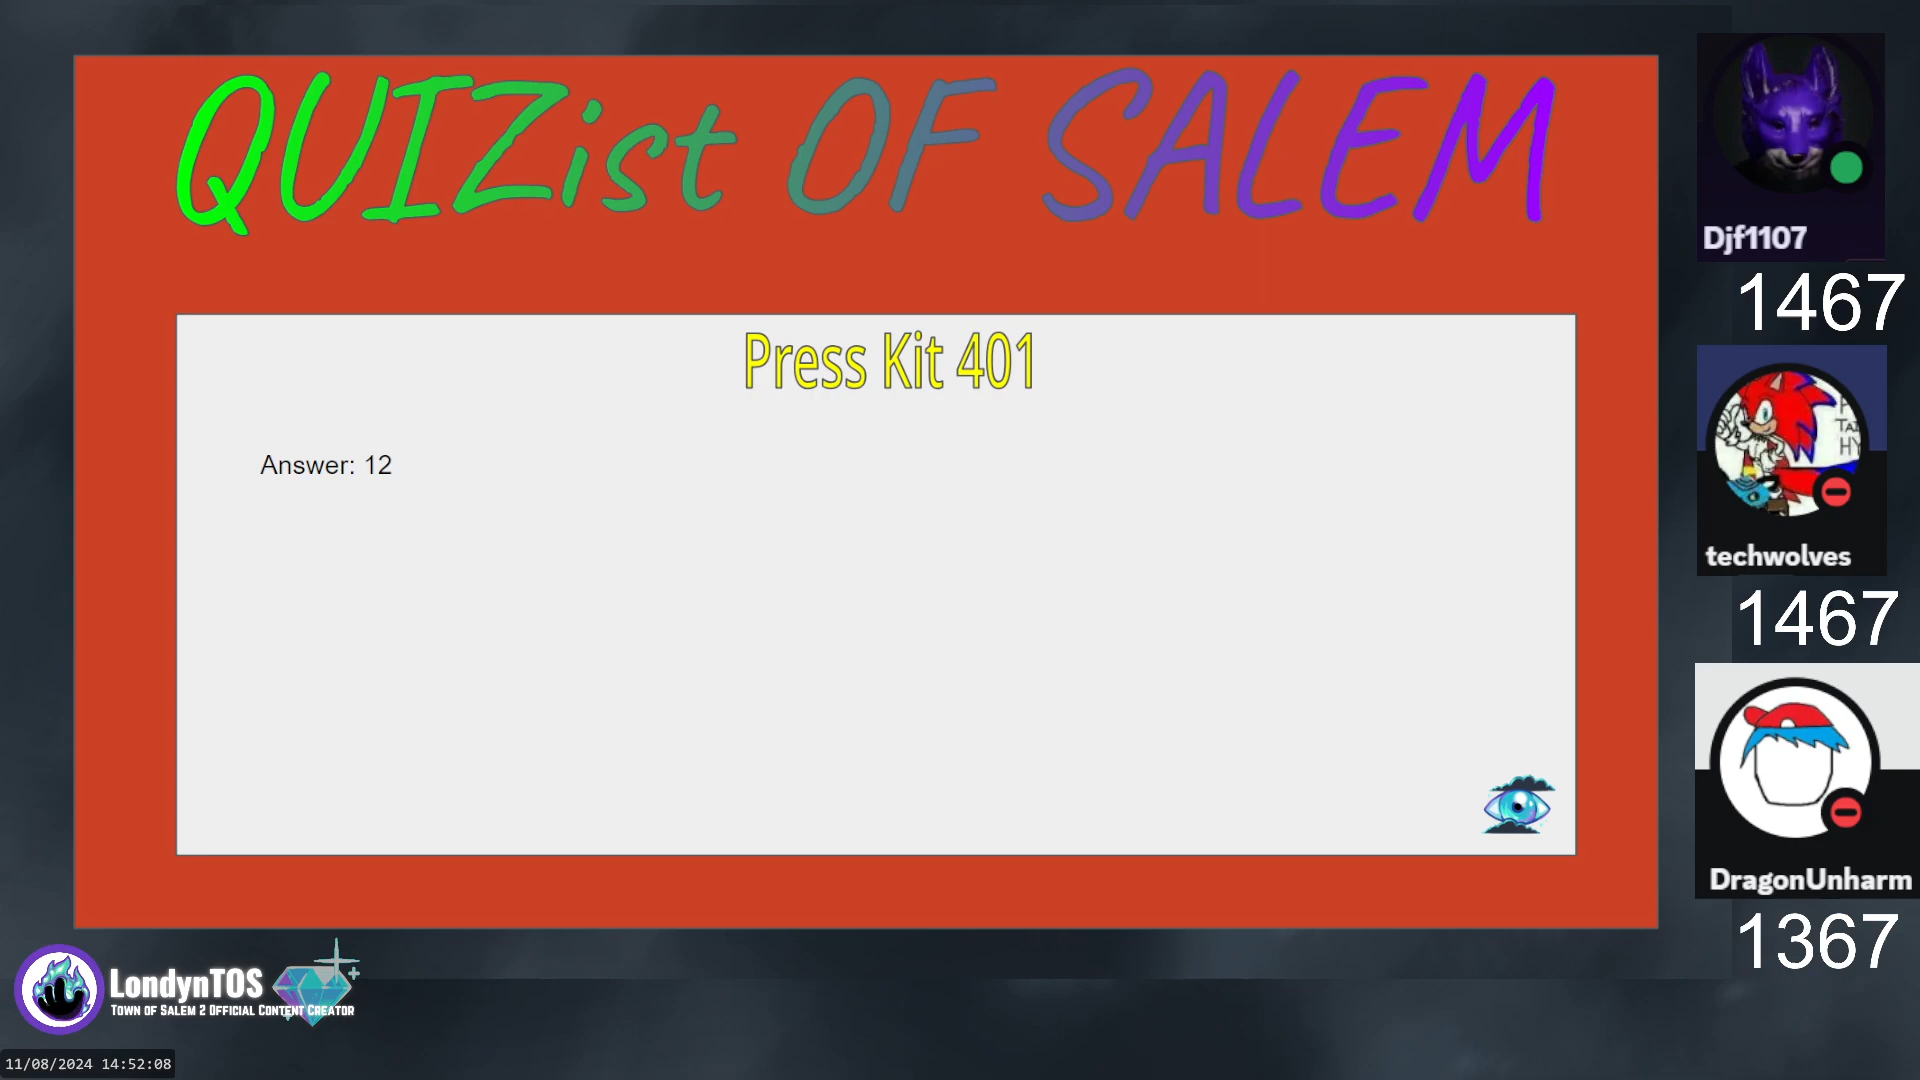 QUIZist OF SALEM
Press Kit 401
Answer: 12
Djf1107
1467
techwolves
1467
DragonUnharm
1367
LondynTOS
TOWN OF SALEM 2 OFFICIAL CONTENT CREATOR
11/08/2024 14:52:08